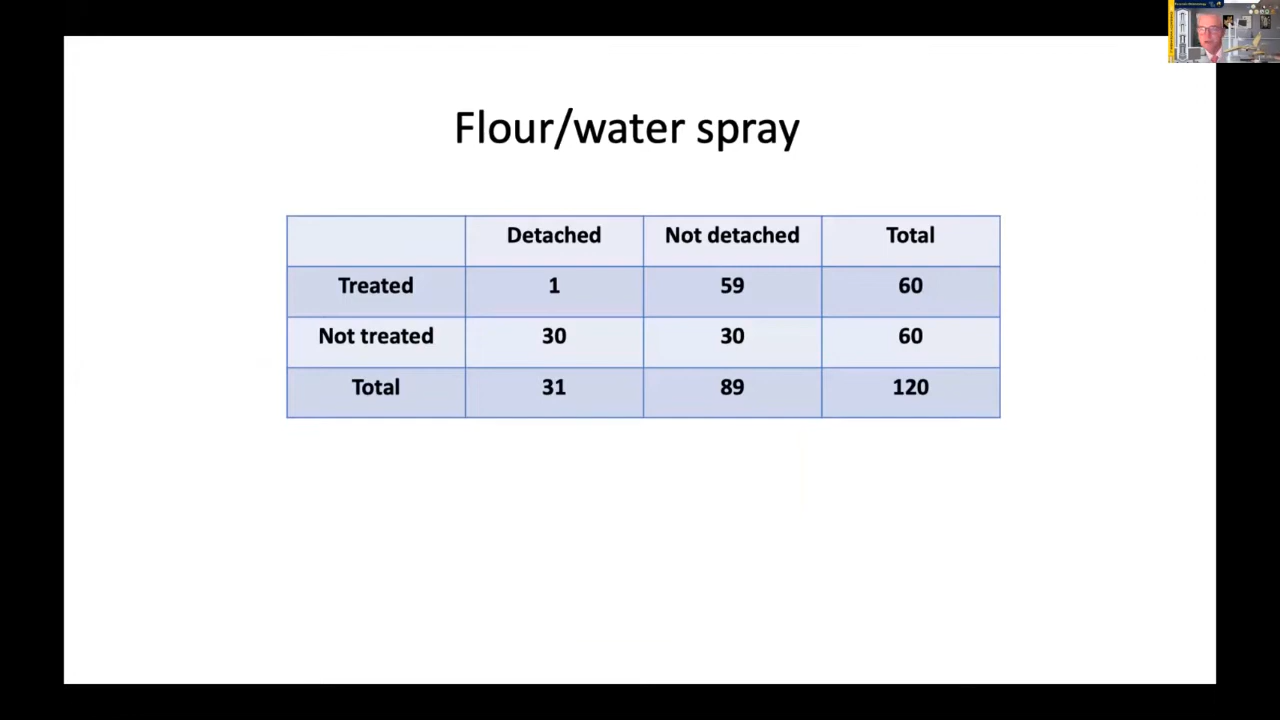 Flour/water spray
Detached Not detached Total
Treated 1 59 60
Not treated 30 30 60
Total 31 89 120